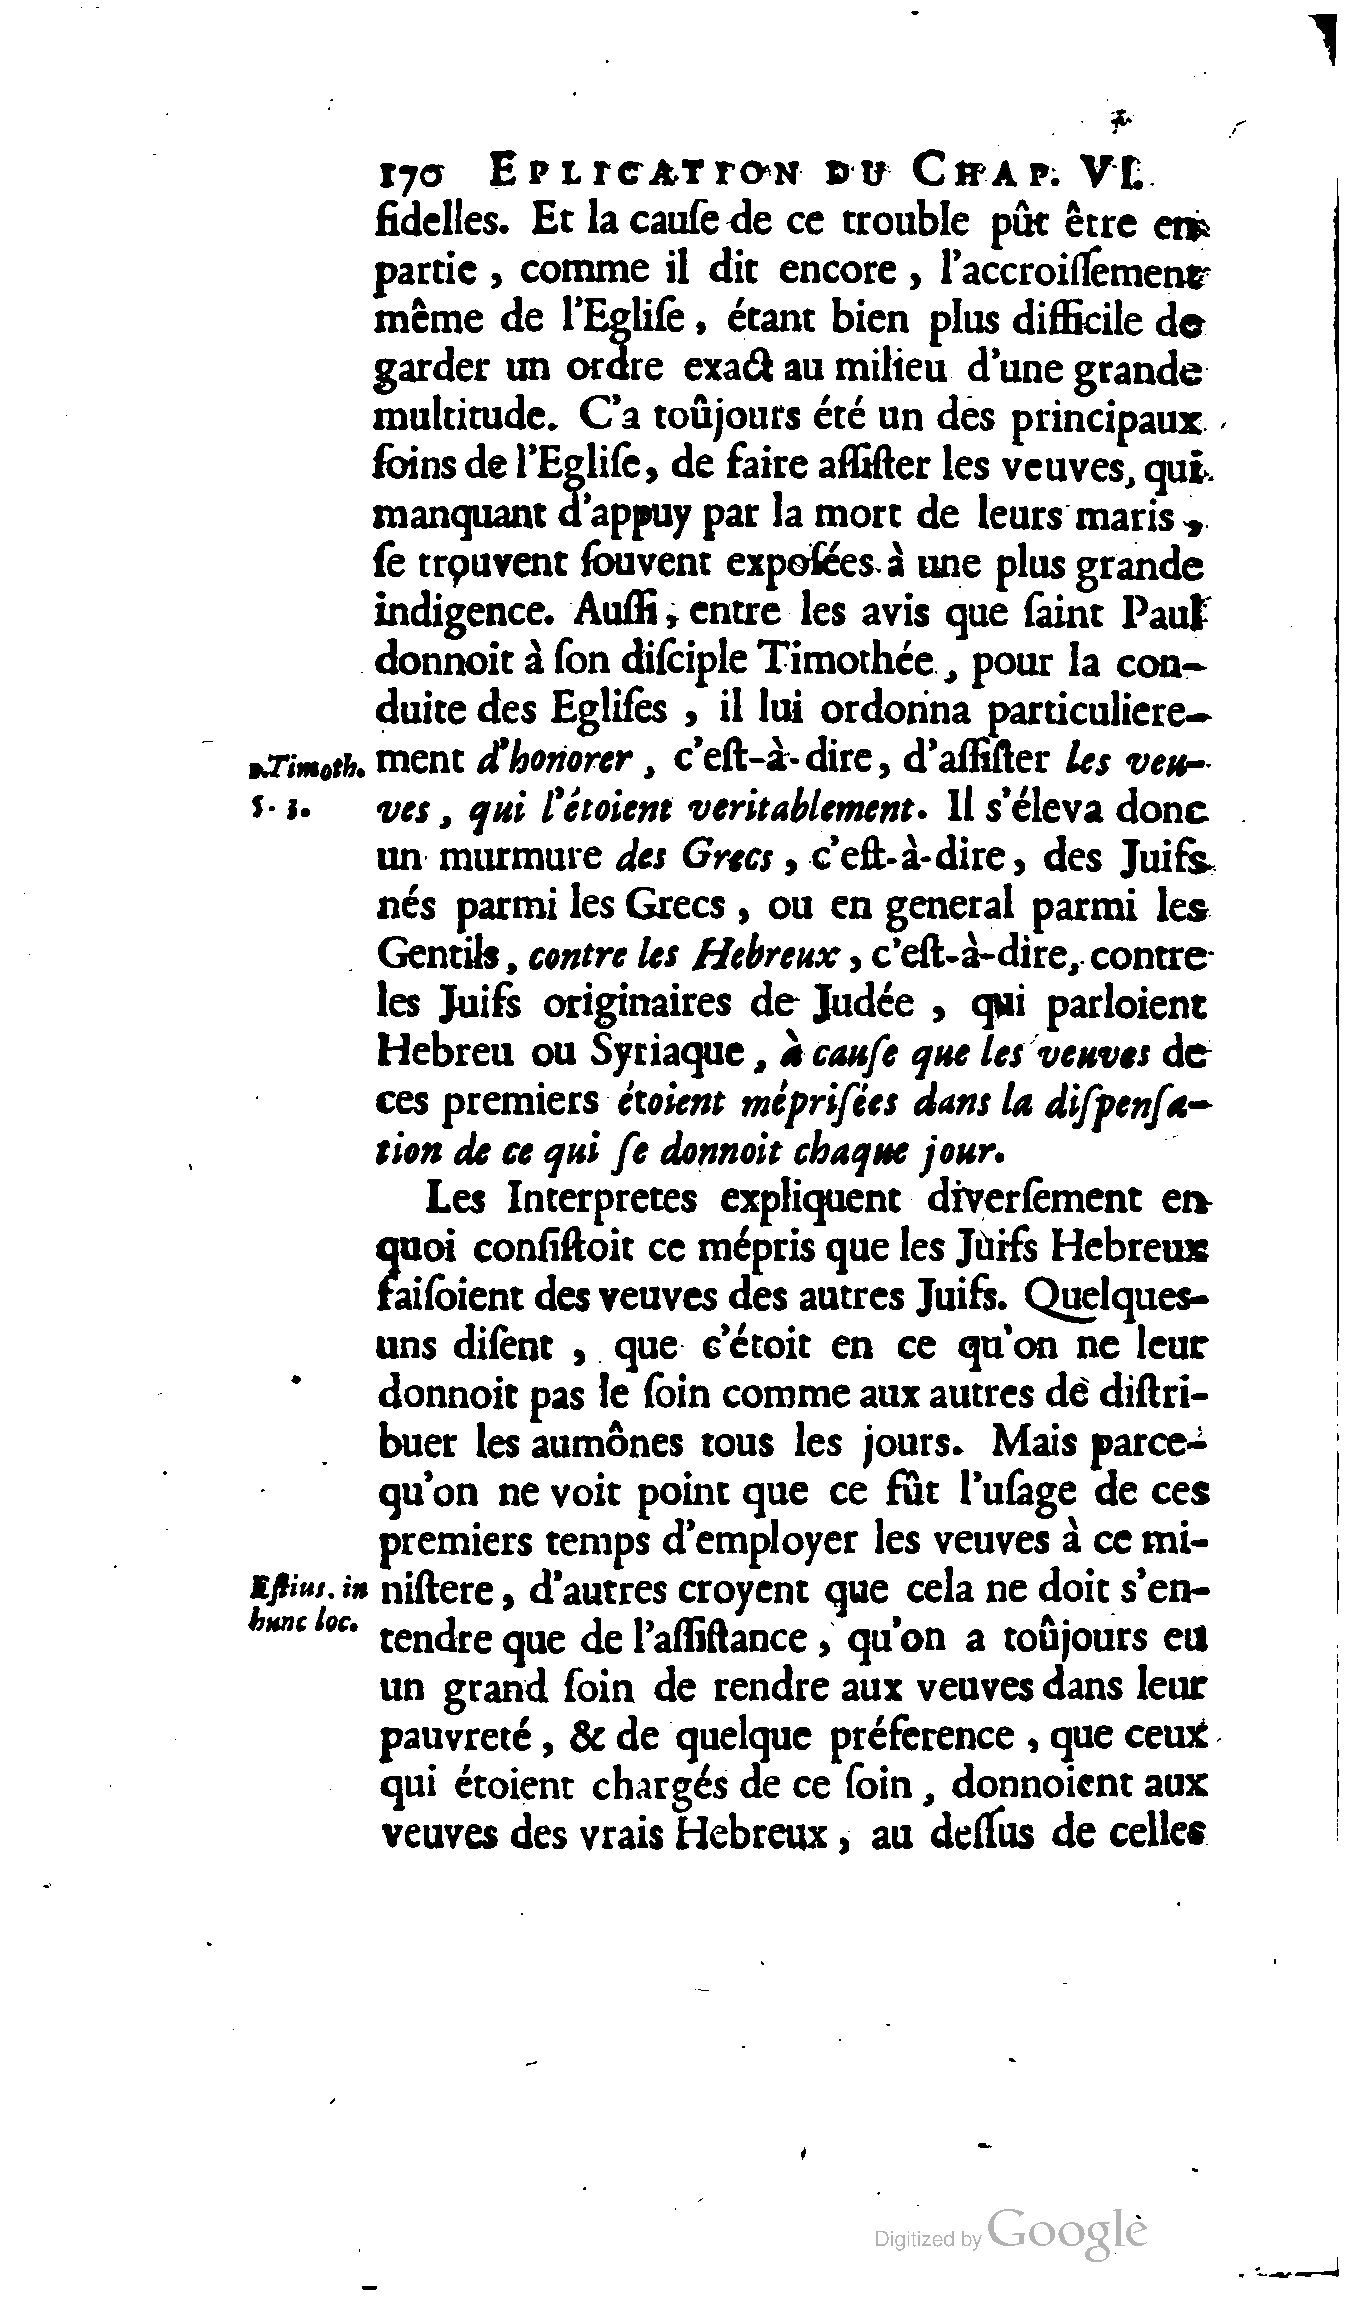 170 EPLICATION DU CHAP. VI.
fidelles. Et la cauſe de ce trouble pût être en
partie, comme il dit encore, l'accroiſſement
même de l'Egliſe, étant bien plus difficile de
garder un ordre exact au milieu d'une grande
multitude. C'a toûjours été un des principaux
ſoins de l'Egliſe, de faire aſſiſter les veuves, qui
manquant d'appuy par la mort de leurs maris,
ſe trouvent ſouvent expoſées à une plus grande
indigence. Auſſi, entre les avis que ſaint Paul
donnoit à ſon diſciple Timothée, pour la con-
duite des Egliſes, il lui ordonna particuliere-
1.Timoth. ment d'honorer, c'eſt-à-dire, d'aſſiſter les veu-
5. 3. ves, qui l'étoient veritablement. Il s'éleva donc
un murmure des Grecs, c'eſt-à-dire, des Juifs
nés parmi les Grecs, ou en general parmi les
Gentils, contre les Hebreux, c'eſt-à-dire, contre
les Juifs originaires de Judée, qui parloient
Hebreu ou Syriaque, à cauſe que les veuves de
ces premiers étoient mépriſées dans la diſpenſa-
tion de ce qui ſe donnoit chaque jour.
Les Interpretes expliquent diverſement en
quoi conſiſtoit ce mépris que les Juifs Hebreux
faiſoient des veuves des autres Juifs. Quelques-
uns diſent, que c'étoit en ce qu'on ne leur
donnoit pas le ſoin comme aux autres de diſtri-
buer les aumônes tous les jours. Mais parce-
qu'on ne voit point que ce fût l'uſage de ces
premiers temps d'employer les veuves à ce mi-
Eſtius. in niſtere, d'autres croyent que cela ne doit s'en-
hunc loc. tendre que de l'aſſiſtance, qu'on a toûjours eu
un grand ſoin de rendre aux veuves dans leur
pauvreté, & de quelque préference, que ceux
qui étoient chargés de ce ſoin, donnoient aux
veuves des vrais Hebreux, au deſſus de celles
Digitized by Google